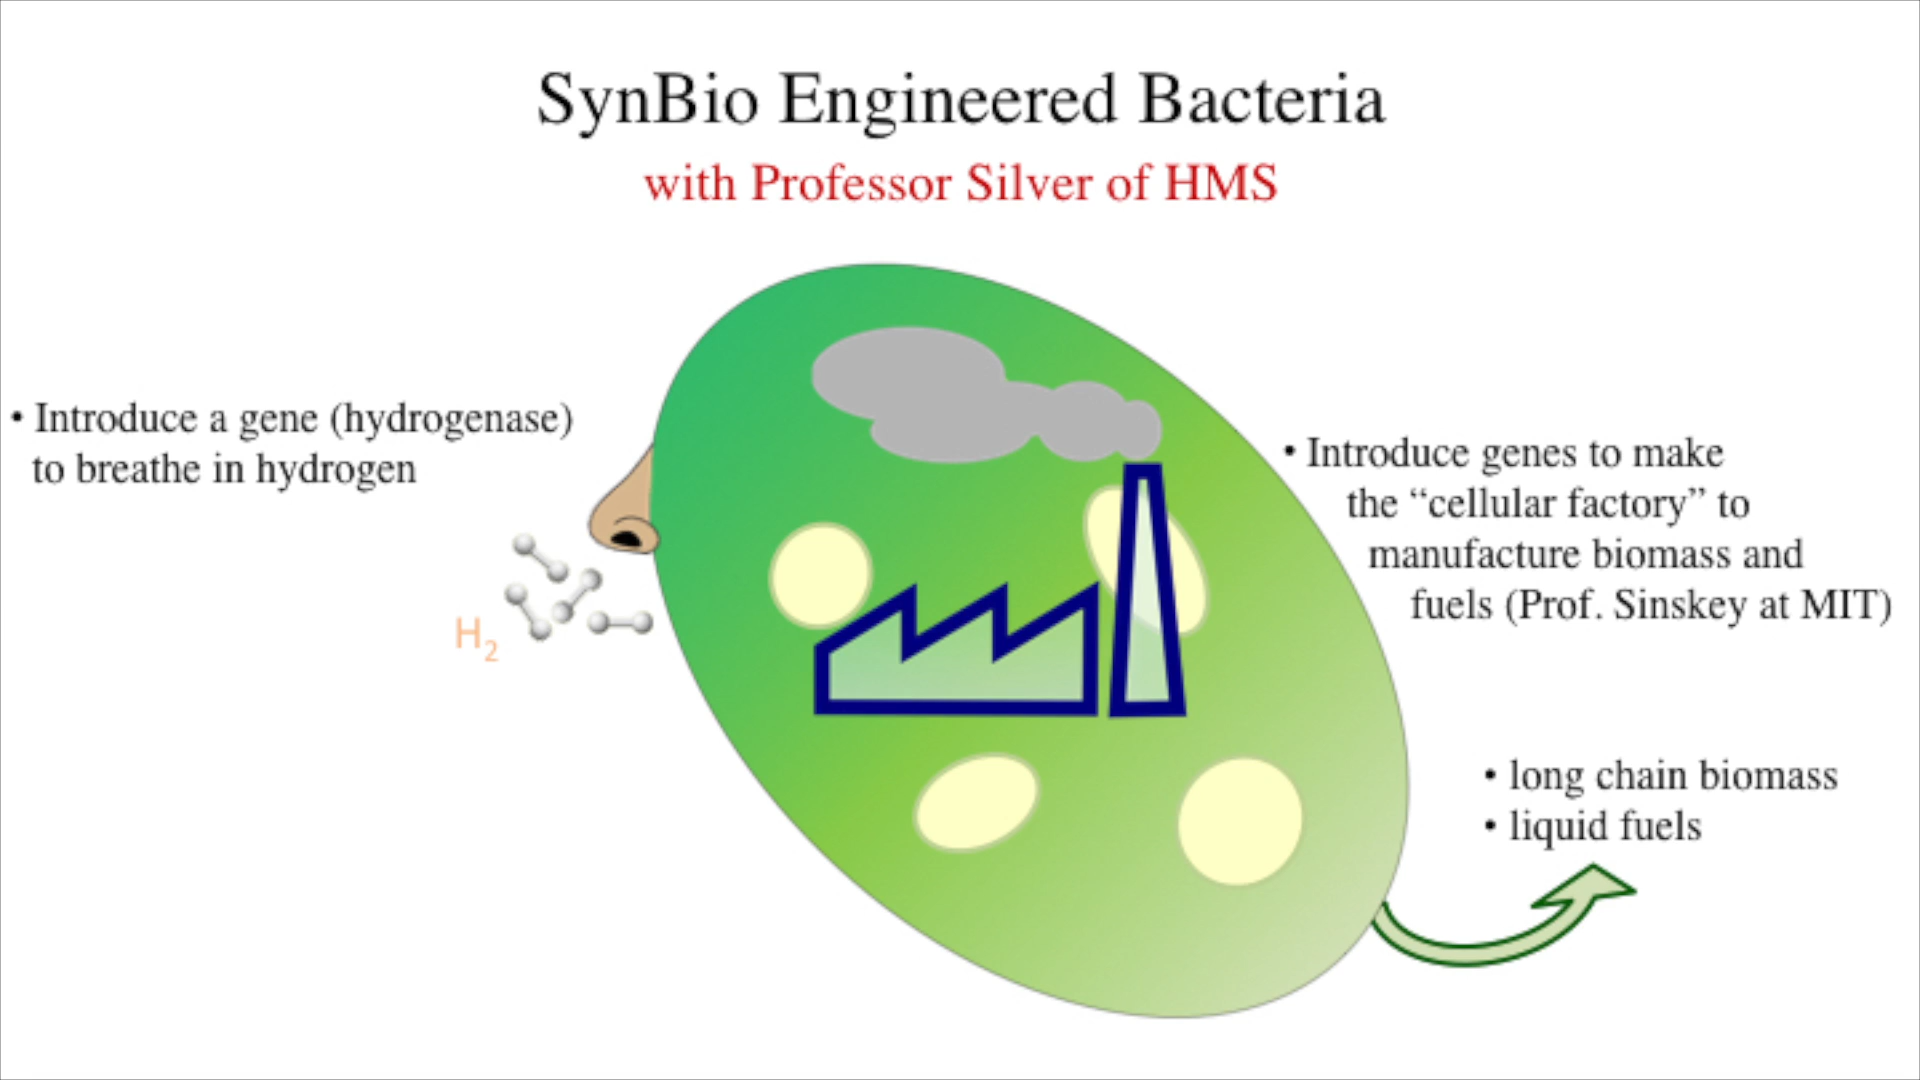 SynBio Engineered Bacteria
with Professor Silver of HMS
• Introduce a gene (hydrogenase)
to breathe in hydrogen
H₂
• Introduce genes to make
the “cellular factory” to
manufacture biomass and
fuels (Prof. Sinskey at MIT)
• long chain biomass
• liquid fuels